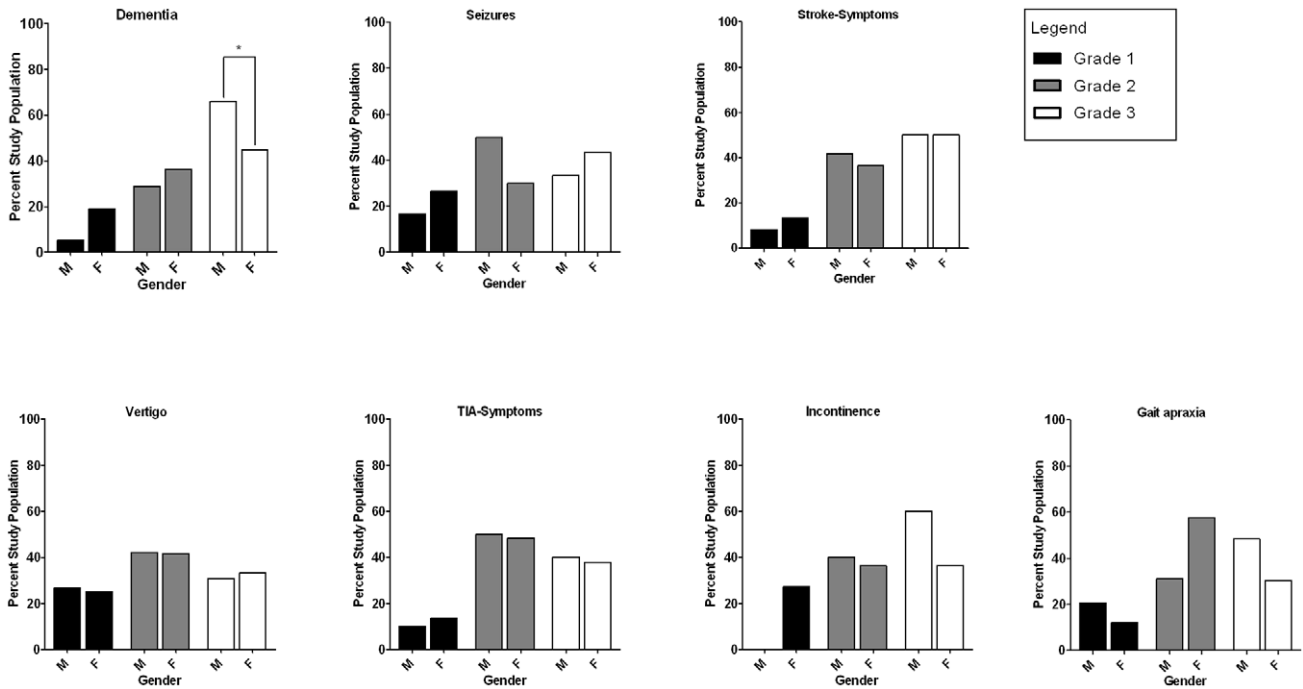 Dementia
Percent Study Population
100
80
60
40
20
0
*
M F M F M F
Gender
Seizures
Percent Study Population
100
80
60
40
20
0
M F M F M F
Gender
Stroke-Symptoms
Percent Study Population
100
80
60
40
20
0
M F M F M F
Gender
Legend
Grade 1
Grade 2
Grade 3
Vertigo
Percent Study Population
100
80
60
40
20
0
M F M F M F
Gender
TIA-Symptoms
Percent Study Population
100
80
60
40
20
0
M F M F M F
Gender
Incontinence
Percent Study Population
100
80
60
40
20
0
M F M F M F
Gender
Gait apraxia
Percent Study Population
100
80
60
40
20
0
M F M F M F
Gender